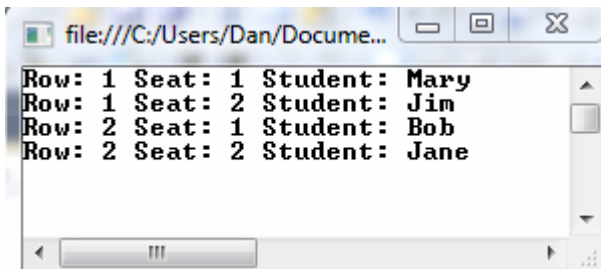 file:///C:/Users/Dan/Docume...
Row: 1 Seat: 1 Student: Mary
Row: 1 Seat: 2 Student: Jim
Row: 2 Seat: 1 Student: Bob
Row: 2 Seat: 2 Student: Jane